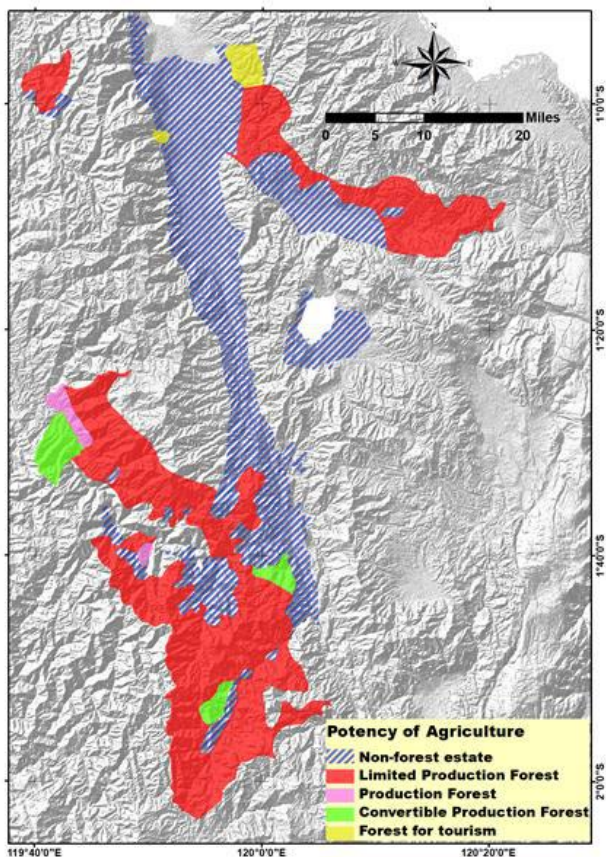 N
W
E
S
0 5 10 20 Miles
1°0'0"S
1°20'0"S
1°40'0"S
2°0'0"S
Potency of Agriculture
Non-forest estate
Limited Production Forest
Production Forest
Convertible Production Forest
Forest for tourism
119°40'0"E 120°0'0"E 120°20'0"E